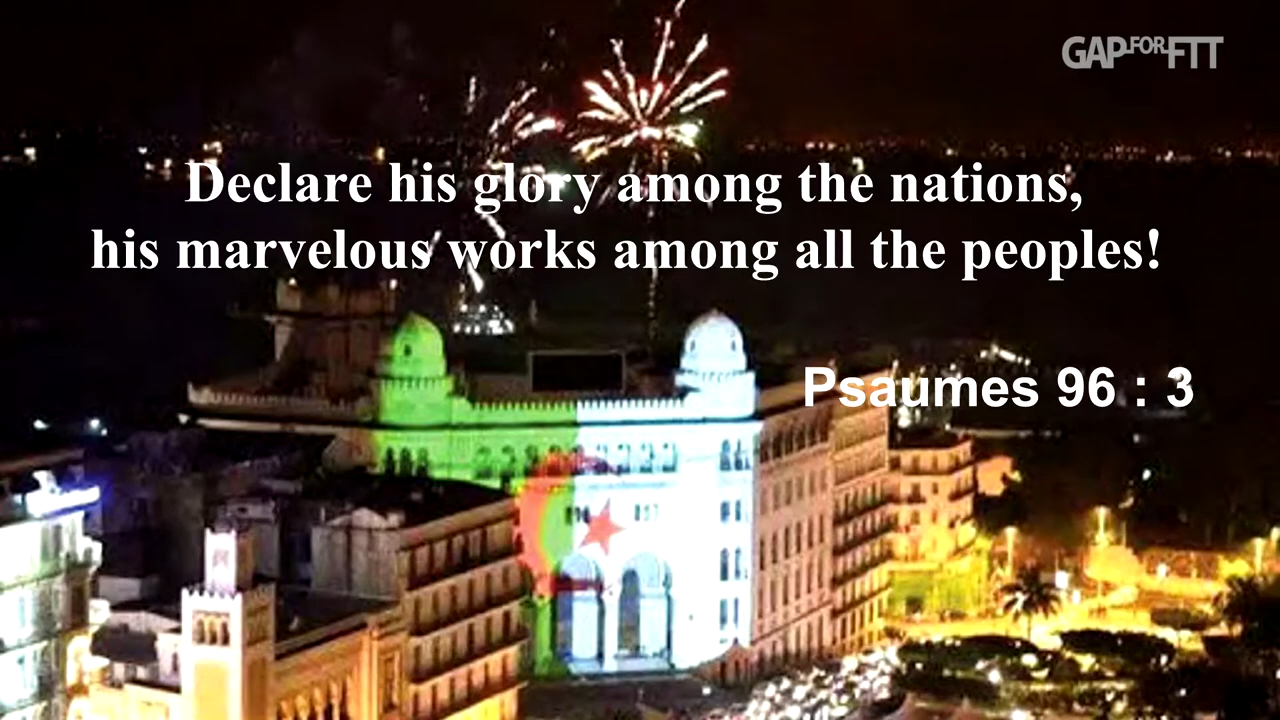 GAP FOR FTT
Declare his glory among the nations,
his marvelous works among all the peoples!
Psaumes 96 : 3